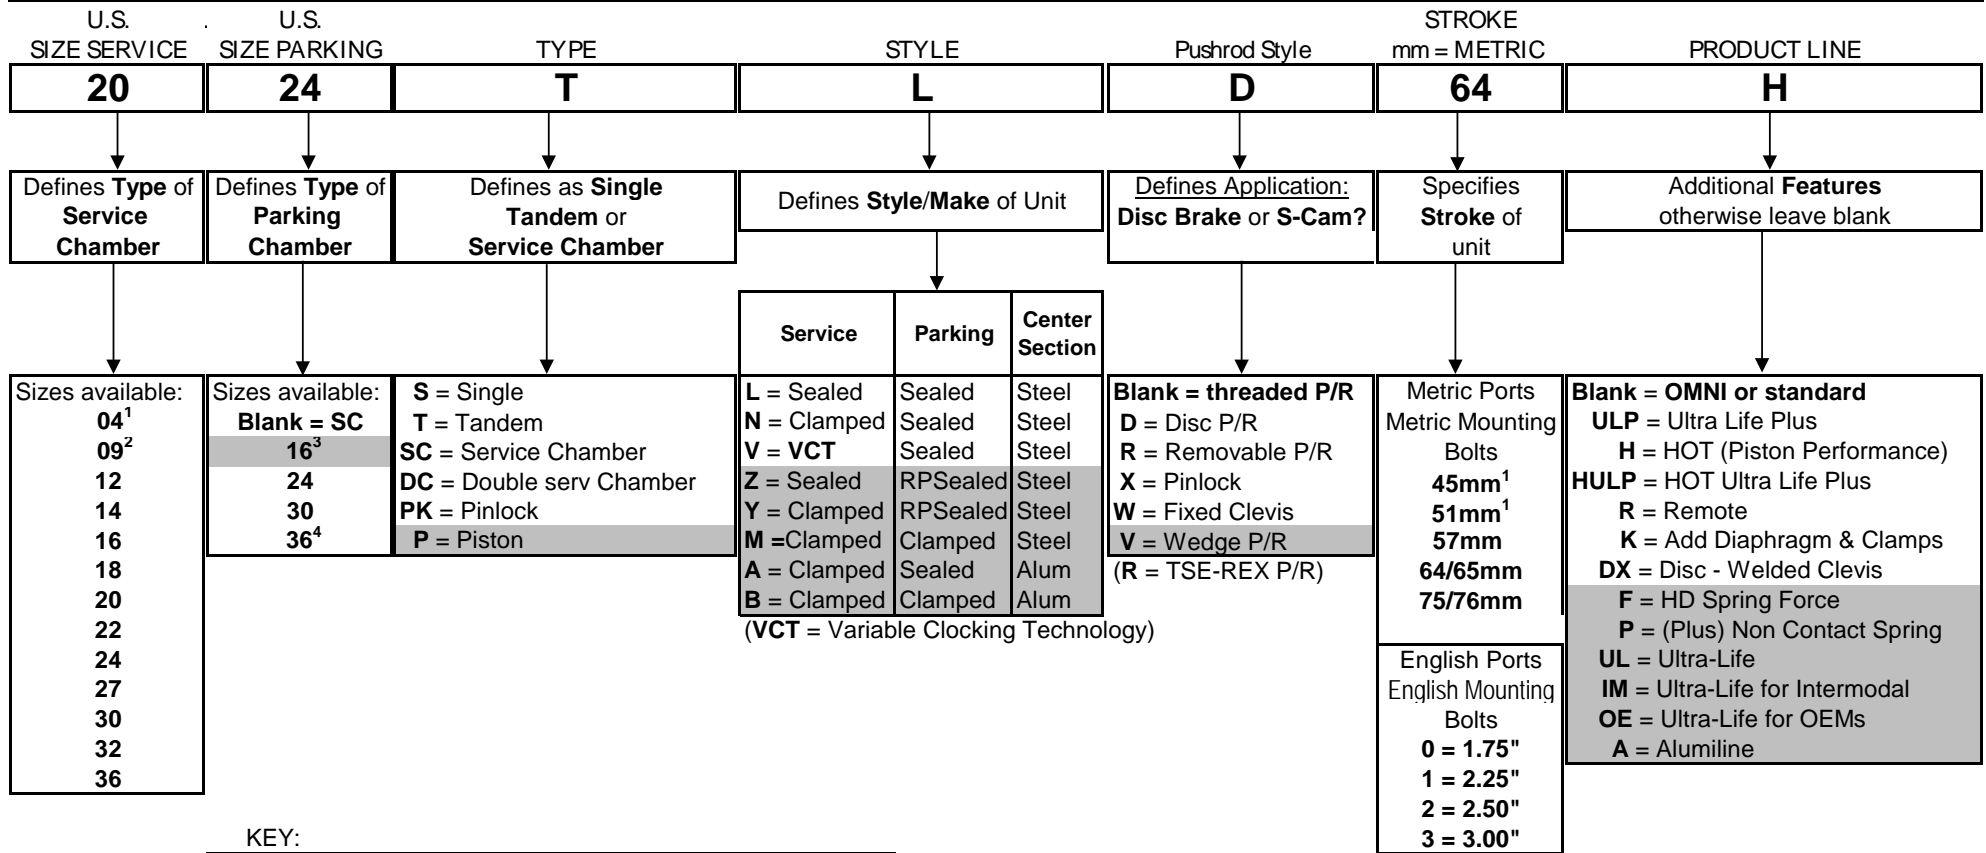 U.S.
SIZE SERVICE
.
U.S.
SIZE PARKING
TYPE
STYLE
Pushrod Style
STROKE
mm = METRIC
PRODUCT LINE
20
24
T
L
D
64
H
Defines Type of
Service
Chamber
Defines Type of
Parking
Chamber
Defines as Single
Tandem or
Service Chamber
Defines Style/Make of Unit
Defines Application:
Disc Brake or S-Cam?
Specifies
Stroke of
unit
Additional Features
otherwise leave blank
Sizes available:
04¹
09²
12
14
16
18
20
22
24
27
30
32
36
Sizes available:
Blank = SC
16³
24
30
36⁴
S = Single
T = Tandem
SC = Service Chamber
DC = Double serv Chamber
PK = Pinlock
P = Piston
Service Parking Center
Section
L = Sealed Sealed Steel
N = Clamped Sealed Steel
V = VCT Sealed Steel
Z = Sealed RPSealed Steel
Y = Clamped RPSealed Steel
M =Clamped Clamped Steel
A = Clamped Sealed Alum
B = Clamped Clamped Alum
(VCT = Variable Clocking Technology)
Blank = threaded P/R
D = Disc P/R
R = Removable P/R
X = Pinlock
W = Fixed Clevis
V = Wedge P/R
(R = TSE-REX P/R)
Metric Ports
Metric Mounting
Bolts
45mm¹
51mm¹
57mm
64/65mm
75/76mm
English Ports
English Mounting
Bolts
0 = 1.75"
1 = 2.25"
2 = 2.50"
3 = 3.00"
Blank = OMNI or standard
ULP = Ultra Life Plus
H = HOT (Piston Performance)
HULP = HOT Ultra Life Plus
R = Remote
K = Add Diaphragm & Clamps
DX = Disc - Welded Clevis
F = HD Spring Force
P = (Plus) Non Contact Spring
UL = Ultra-Life
IM = Ultra-Life for Intermodal
OE = Ultra-Life for OEMs
A = Alumiline
KEY: